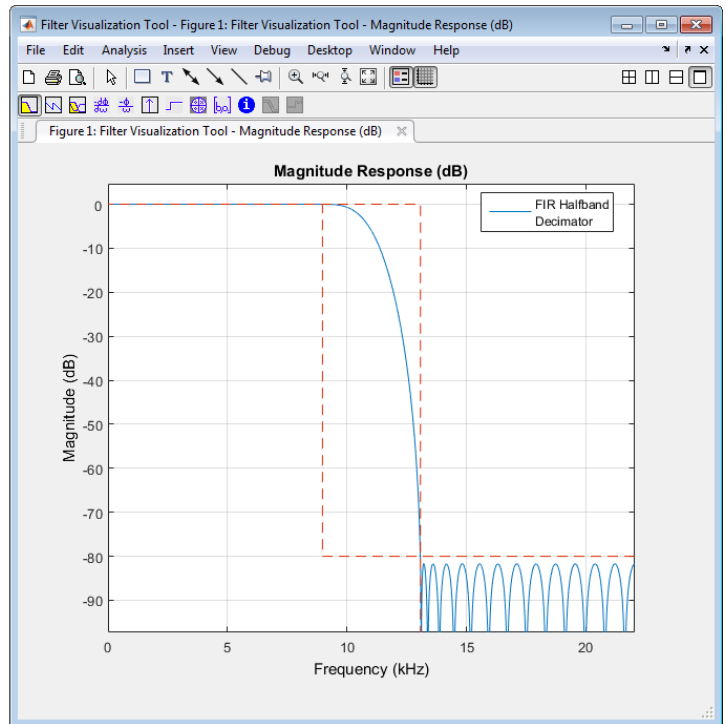 Filter Visualization Tool - Figure 1: Filter Visualization Tool - Magnitude Response (dB)
File Edit Analysis Insert View Debug Desktop Window Help
Figure 1: Filter Visualization Tool - Magnitude Response (dB)
Magnitude Response (dB)
FIR Halfband
Decimator
Magnitude (dB)
0
-10
-20
-30
-40
-50
-60
-70
-80
-90
0 5 10 15 20
Frequency (kHz)